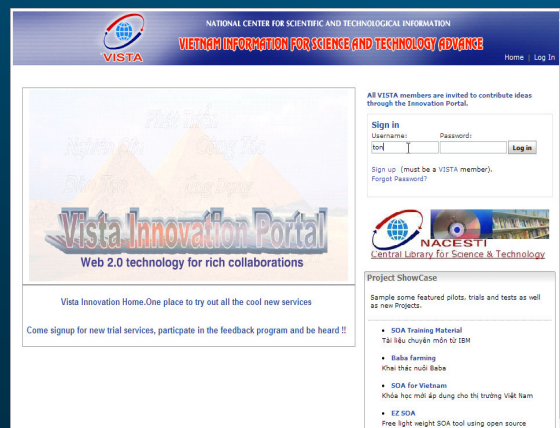 NATIONAL CENTER FOR SCIENTIFIC AND TECHNOLOGICAL INFORMATION
VIETNAM INFORMATION FOR SCIENCE AND TECHNOLOGY ADVANCE
VISTA
Home | Log In
Vista Innovation Portal
Web 2.0 technology for rich collaborations
Vista Innovation Home.One place to try out all the cool new services
Come signup for new trial services, particpate in the feedback program and be heard !!
All VISTA members are invited to contribute ideas
through the Innovation Portal.
Sign in
Username: Password:
ton Log in
Sign up (must be a VISTA member).
Forgot Password?
NACESTI
Central Library for Science & Technology
Project ShowCase
Sample some featured pilots, trials and tests as well
as new Projects.
SOA Training Material
Tài liệu chuyên môn từ IBM
Baba farming
Khai thác nuôi Baba
SOA for Vietnam
Khóa học mới áp dụng cho thị trường Việt Nam
EZ SOA
Free light weight SOA tool using open source